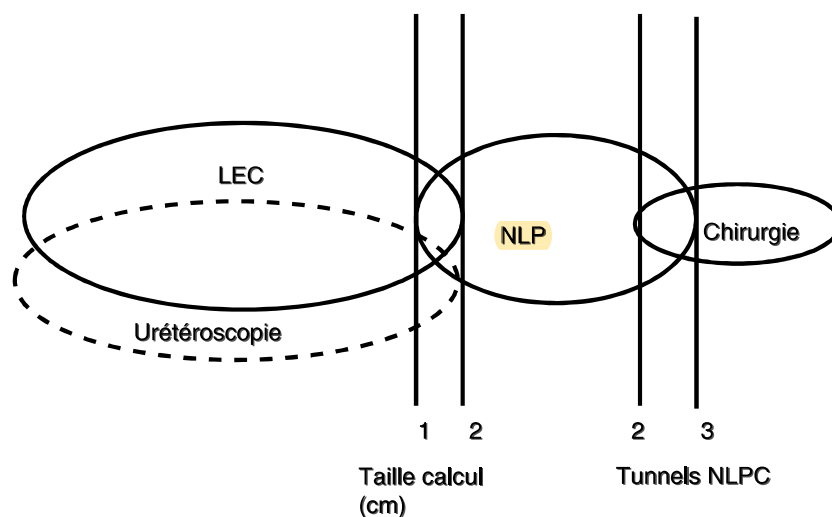 LEC
NLP
Chirurgie
Urétéroscopie
1 2 2 3
Taille calcul
(cm)
Tunnels NLPC